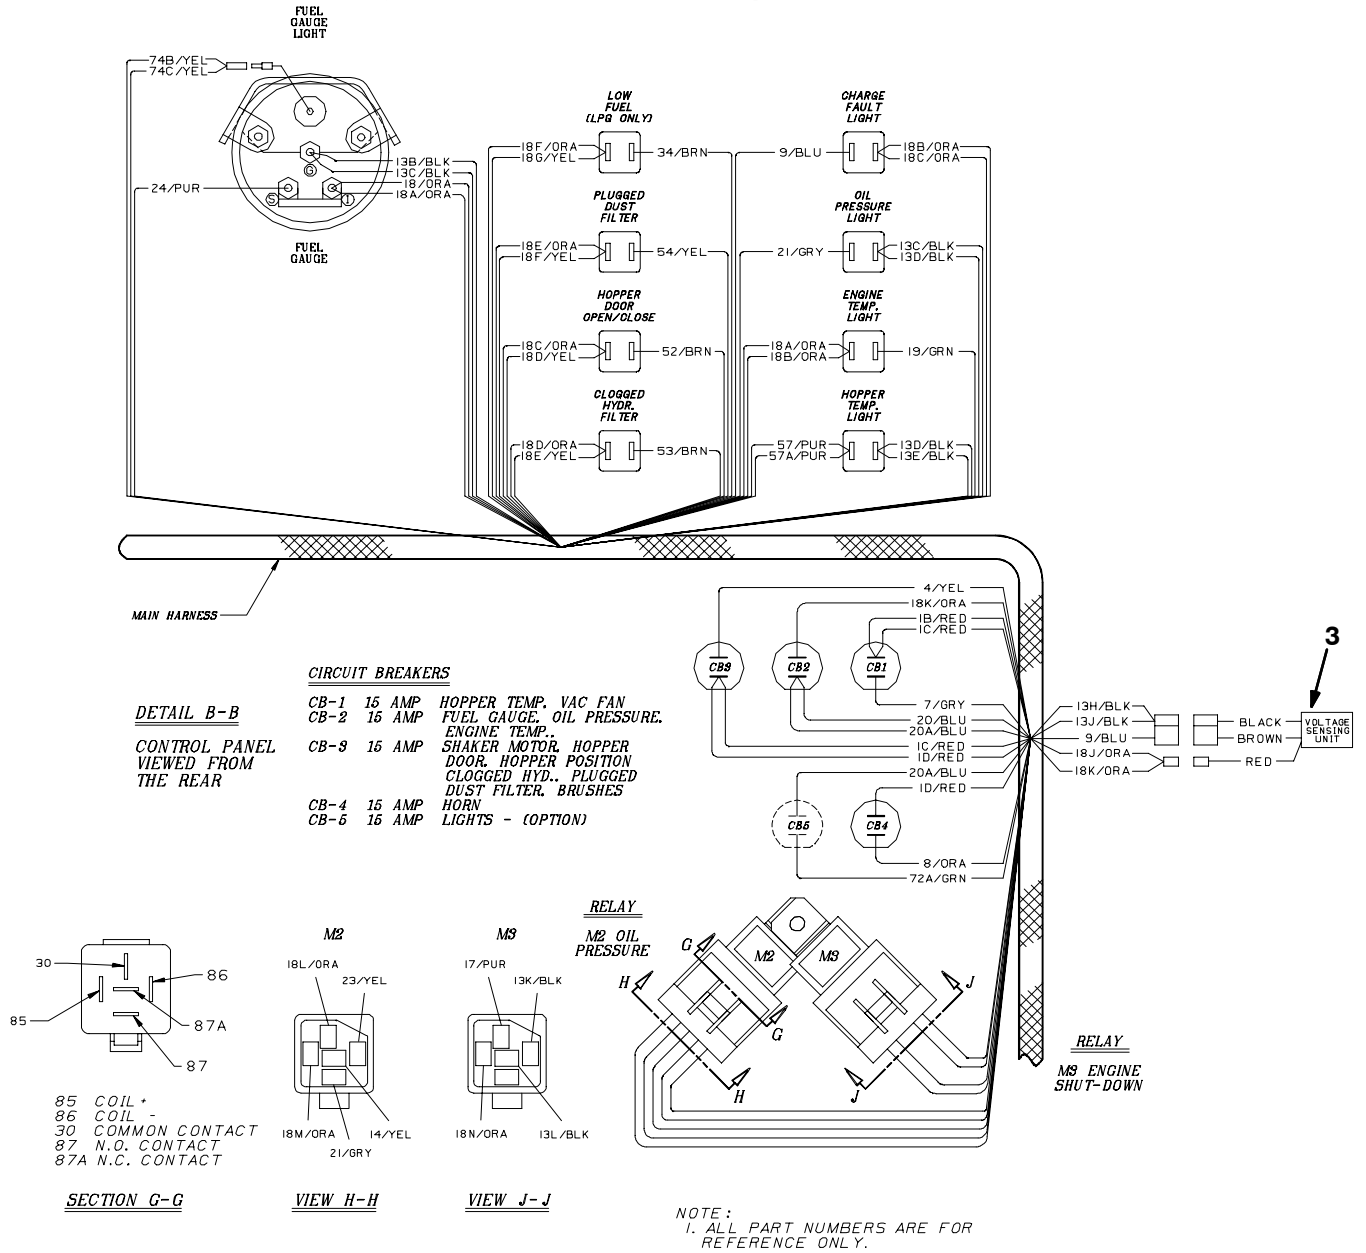 FUEL
GAUGE
LIGHT
74B/YEL
74C/YEL
13B/BLK
13C/BLK
18/ORA
18A/ORA
24/PUR
G
S
I
FUEL
GAUGE
LOW
FUEL
(LPG ONLY)
18F/ORA
18G/YEL
34/BRN
PLUGGED
DUST
FILTER
18E/ORA
18F/YEL
54/YEL
HOPPER
DOOR
OPEN/CLOSE
18C/ORA
18D/YEL
52/BRN
CLOGGED
HYDR.
FILTER
18D/ORA
18E/YEL
53/BRN
CHARGE
FAULT
LIGHT
9/BLU
18B/ORA
18C/ORA
OIL
PRESSURE
LIGHT
21/GRY
13C/BLK
13D/BLK
ENGINE
TEMP.
LIGHT
18A/ORA
18B/ORA
19/GRN
HOPPER
TEMP.
LIGHT
57/PUR
57A/PUR
13D/BLK
13E/BLK
MAIN HARNESS
4/YEL
18K/ORA
1B/RED
1C/RED
CB9
CB2
CB1
7/GRY
20/BLU
20A/BLU
1C/RED
1D/RED
20A/BLU
1D/RED
CB5
CB4
8/ORA
72A/GRN
3
13H/BLK
13J/BLK
9/BLU
18J/ORA
18K/ORA
BLACK
BROWN
RED
VOLTAGE
SENSING
UNIT
DETAIL B-B
CONTROL PANEL
VIEWED FROM
THE REAR
CIRCUIT BREAKERS
CB-1 15 AMP HOPPER TEMP. VAC FAN
CB-2 15 AMP FUEL GAUGE. OIL PRESSURE.
ENGINE TEMP..
CB-9 15 AMP SHAKER MOTOR. HOPPER
DOOR. HOPPER POSITION
CLOGGED HYD.. PLUGGED
DUST FILTER. BRUSHES
CB-4 15 AMP HORN
CB-5 15 AMP LIGHTS - (OPTION)
30
86
85
87A
87
85 COIL +
86 COIL -
30 COMMON CONTACT
87 N.O. CONTACT
87A N.C. CONTACT
SECTION G-G
M2
18L/ORA
23/YEL
18M/ORA
14/YEL
21/GRY
VIEW H-H
M3
17/PUR
13K/BLK
18N/ORA
13L/BLK
VIEW J-J
RELAY
M2 OIL
PRESSURE
G
H
M2
M3
J
G
H
J
RELAY
M3 ENGINE
SHUT-DOWN
NOTE:
1. ALL PART NUMBERS ARE FOR
REFERENCE ONLY.